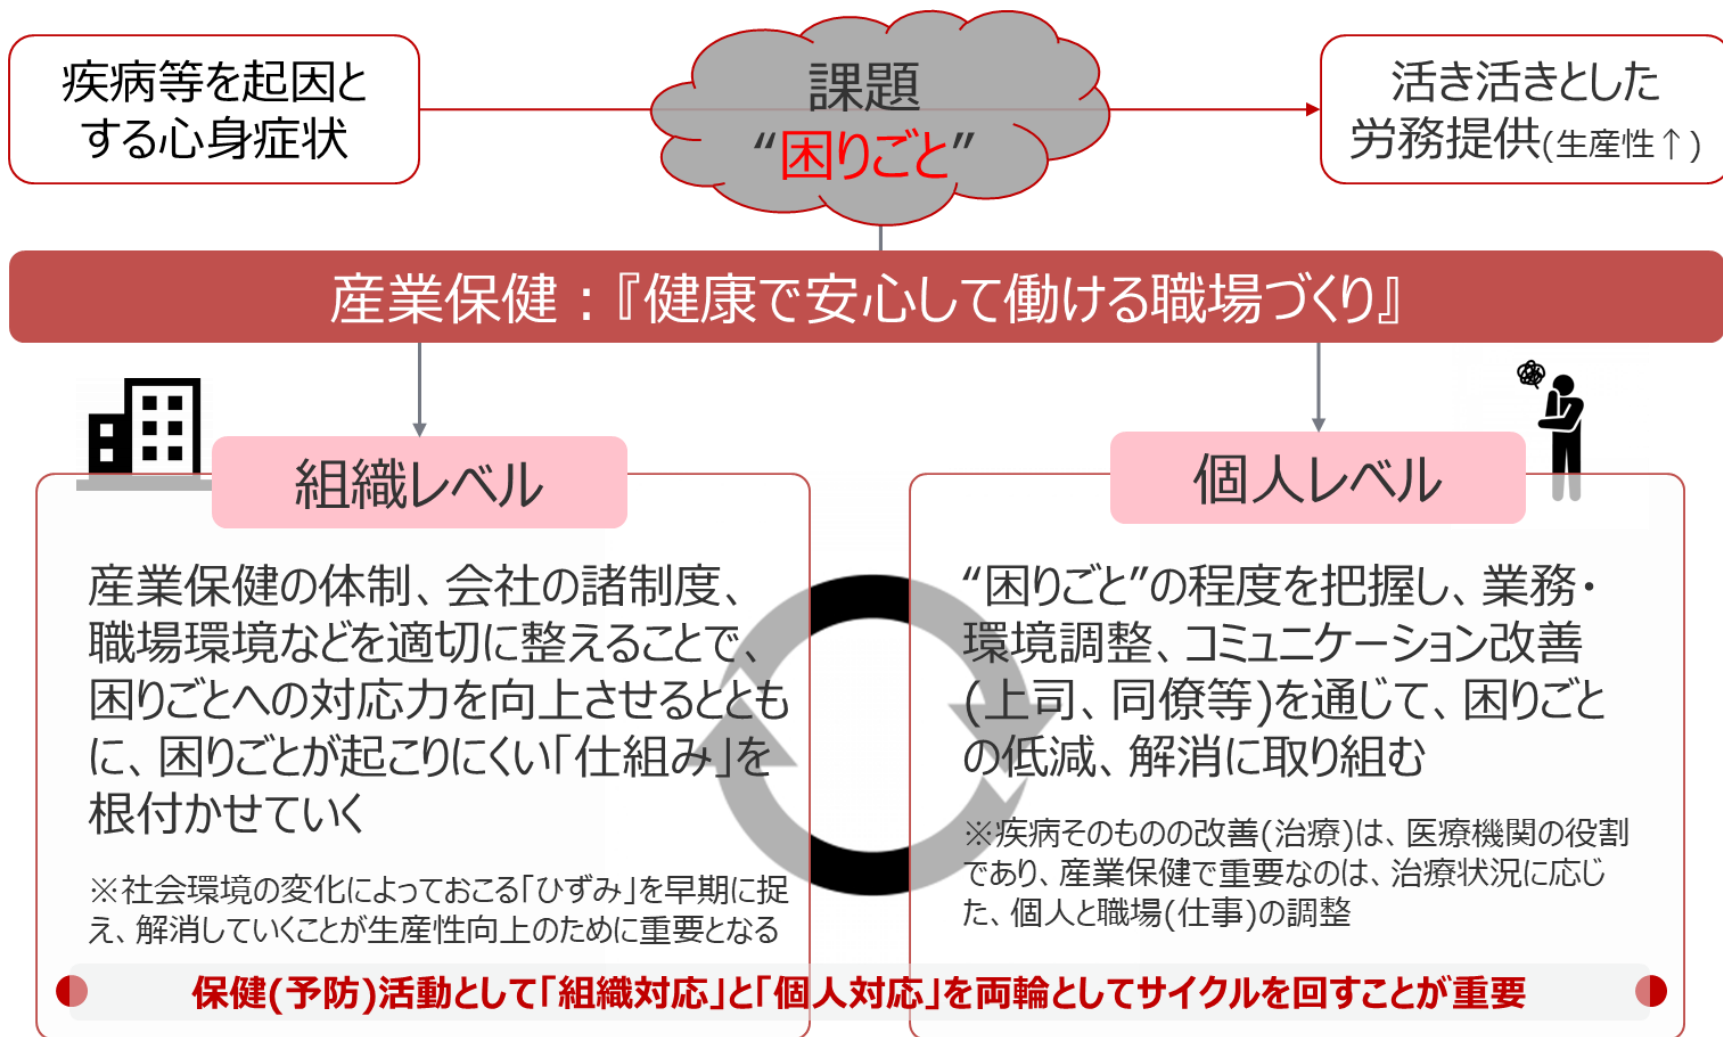 疾病等を起因と
する心身症状
課題
“困りごと”
活き活きとした
労務提供(生産性↑)
産業保健：『健康で安心して働ける職場づくり』
組織レベル
産業保健の体制、会社の諸制度、
職場環境などを適切に整えることで、
困りごとへの対応力を向上させるととも
に、困りごとが起こりにくい「仕組み」を
根付かせていく
※社会環境の変化によっておこる「ひずみ」を早期に捉
え、解消していくことが生産性向上のために重要となる
個人レベル
“困りごと”の程度を把握し、業務・
環境調整、コミュニケーション改善
(上司、同僚等)を通じて、困りごと
の低減、解消に取り組む
※疾病そのものの改善(治療)は、医療機関の役割
であり、産業保健で重要なのは、治療状況に応じ
た、個人と職場(仕事)の調整
保健(予防)活動として「組織対応」と「個人対応」を両輪としてサイクルを回すことが重要